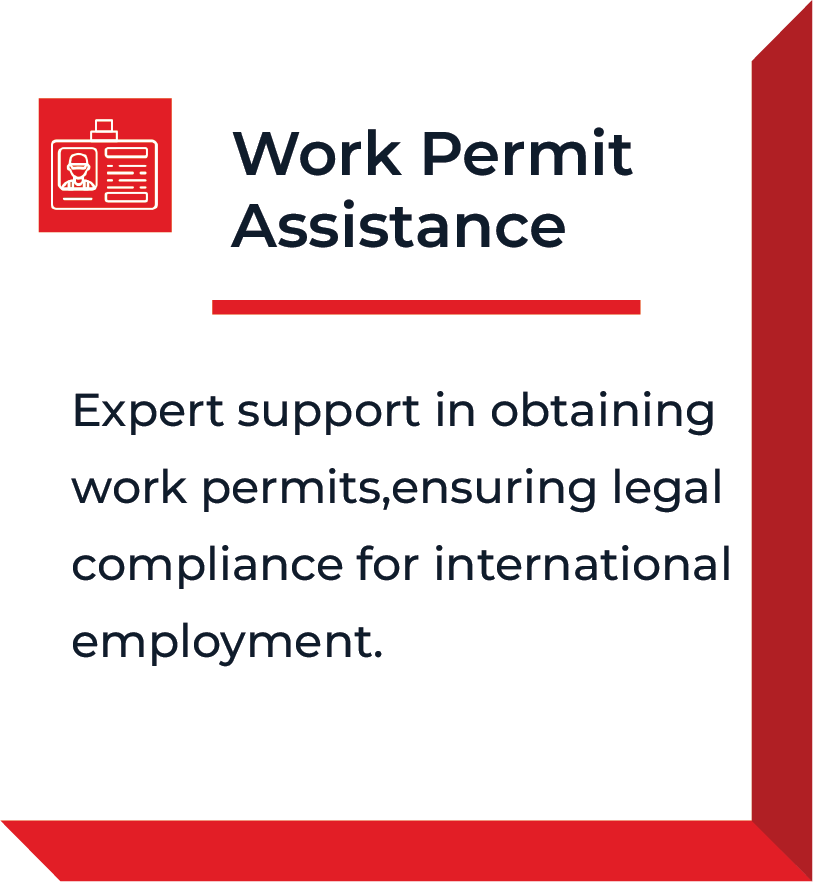 Work Permit
Assistance
Expert support in obtaining
work permits,ensuring legal
compliance for international
employment.